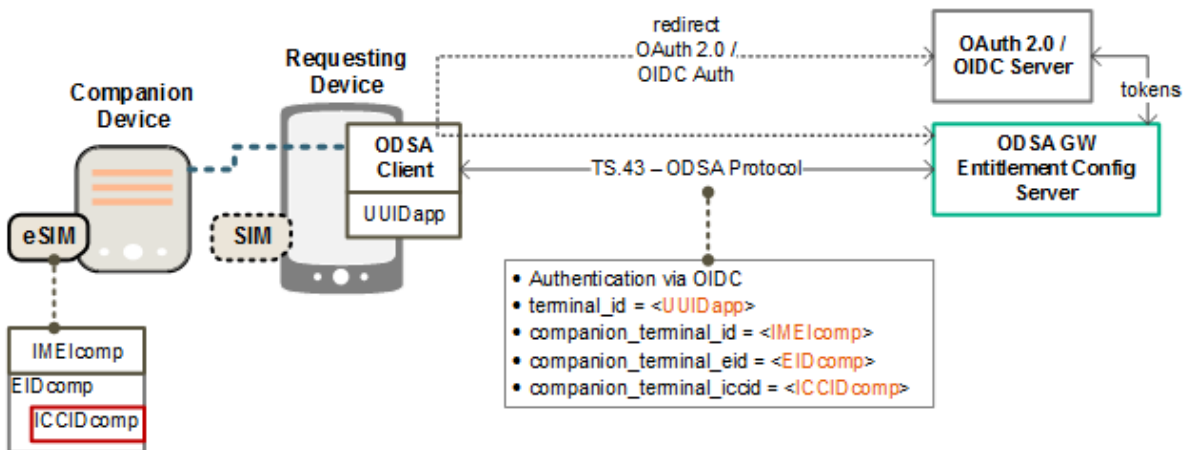 redirect
OAuth 2.0 /
OIDC Auth
OAuth 2.0 /
OIDC Server
tokens
Requesting
Device
Companion
Device
ODSA
Client
UUIDapp
TS.43 – ODSA Protocol
ODSA GW
Entitlement Config
Server
eSIM
SIM
• Authentication via OIDC
• terminal_id = <UUIDapp>
• companion_terminal_id = <IMEIcomp>
• companion_terminal_eid = <EIDcomp>
• companion_terminal_iccid = <ICCIDcomp>
IMEIcomp
EIDcomp
ICCIDcomp